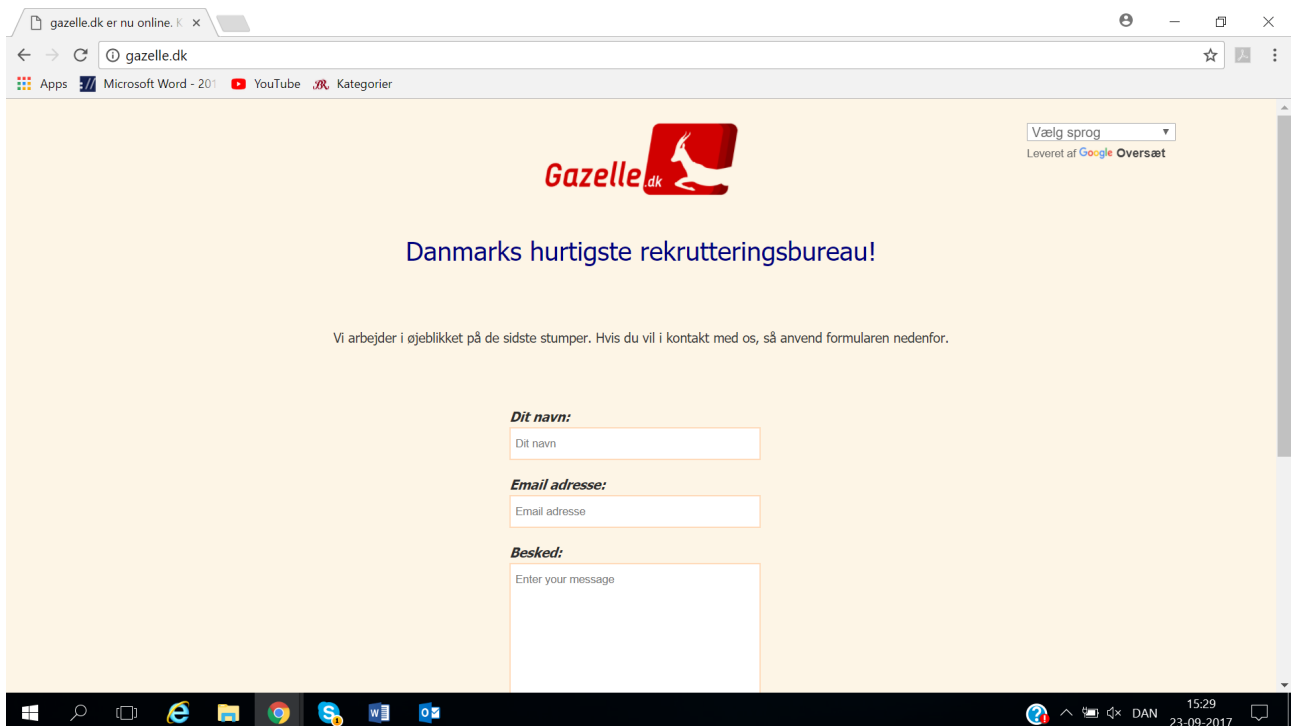 gazelle.dk er nu online. K
gazelle.dk
Apps
Microsoft Word - 201
YouTube
Kategorier
Gazelle.dk
Vælg sprog
Leveret af Google Oversæt
Danmarks hurtigste rekrutteringsbureau!
Vi arbejder i øjeblikket på de sidste stumper. Hvis du vil i kontakt med os, så anvend formularen nedenfor.
Dit navn:
Dit navn
Email adresse:
Email adresse
Besked:
Enter your message
DAN
15:29
23-09-2017